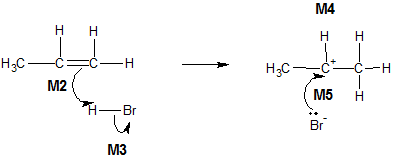 M4
H H H H
H₃C C C H H₃C C⁺ C H
M2 M5 H
H Br Br⁻
M3